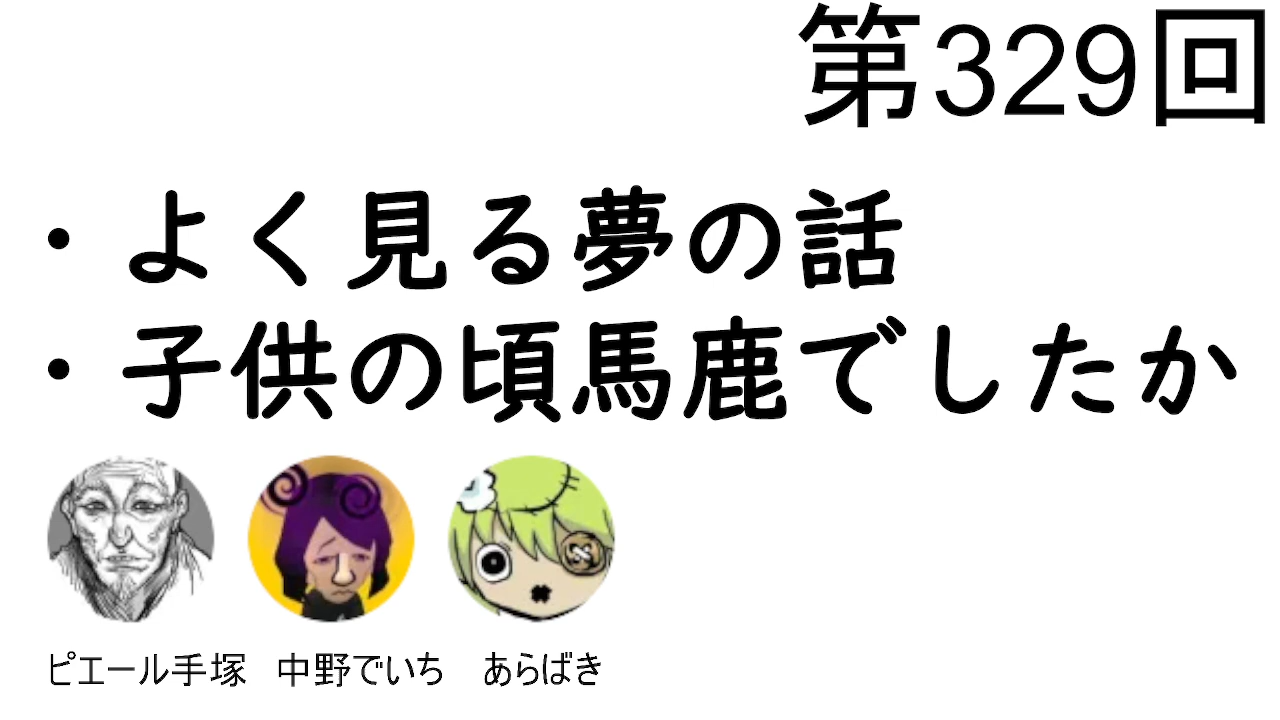 第329回
・よく見る夢の話
・子供の頃馬鹿でしたか
ピエール手塚 中野でいち あらばき